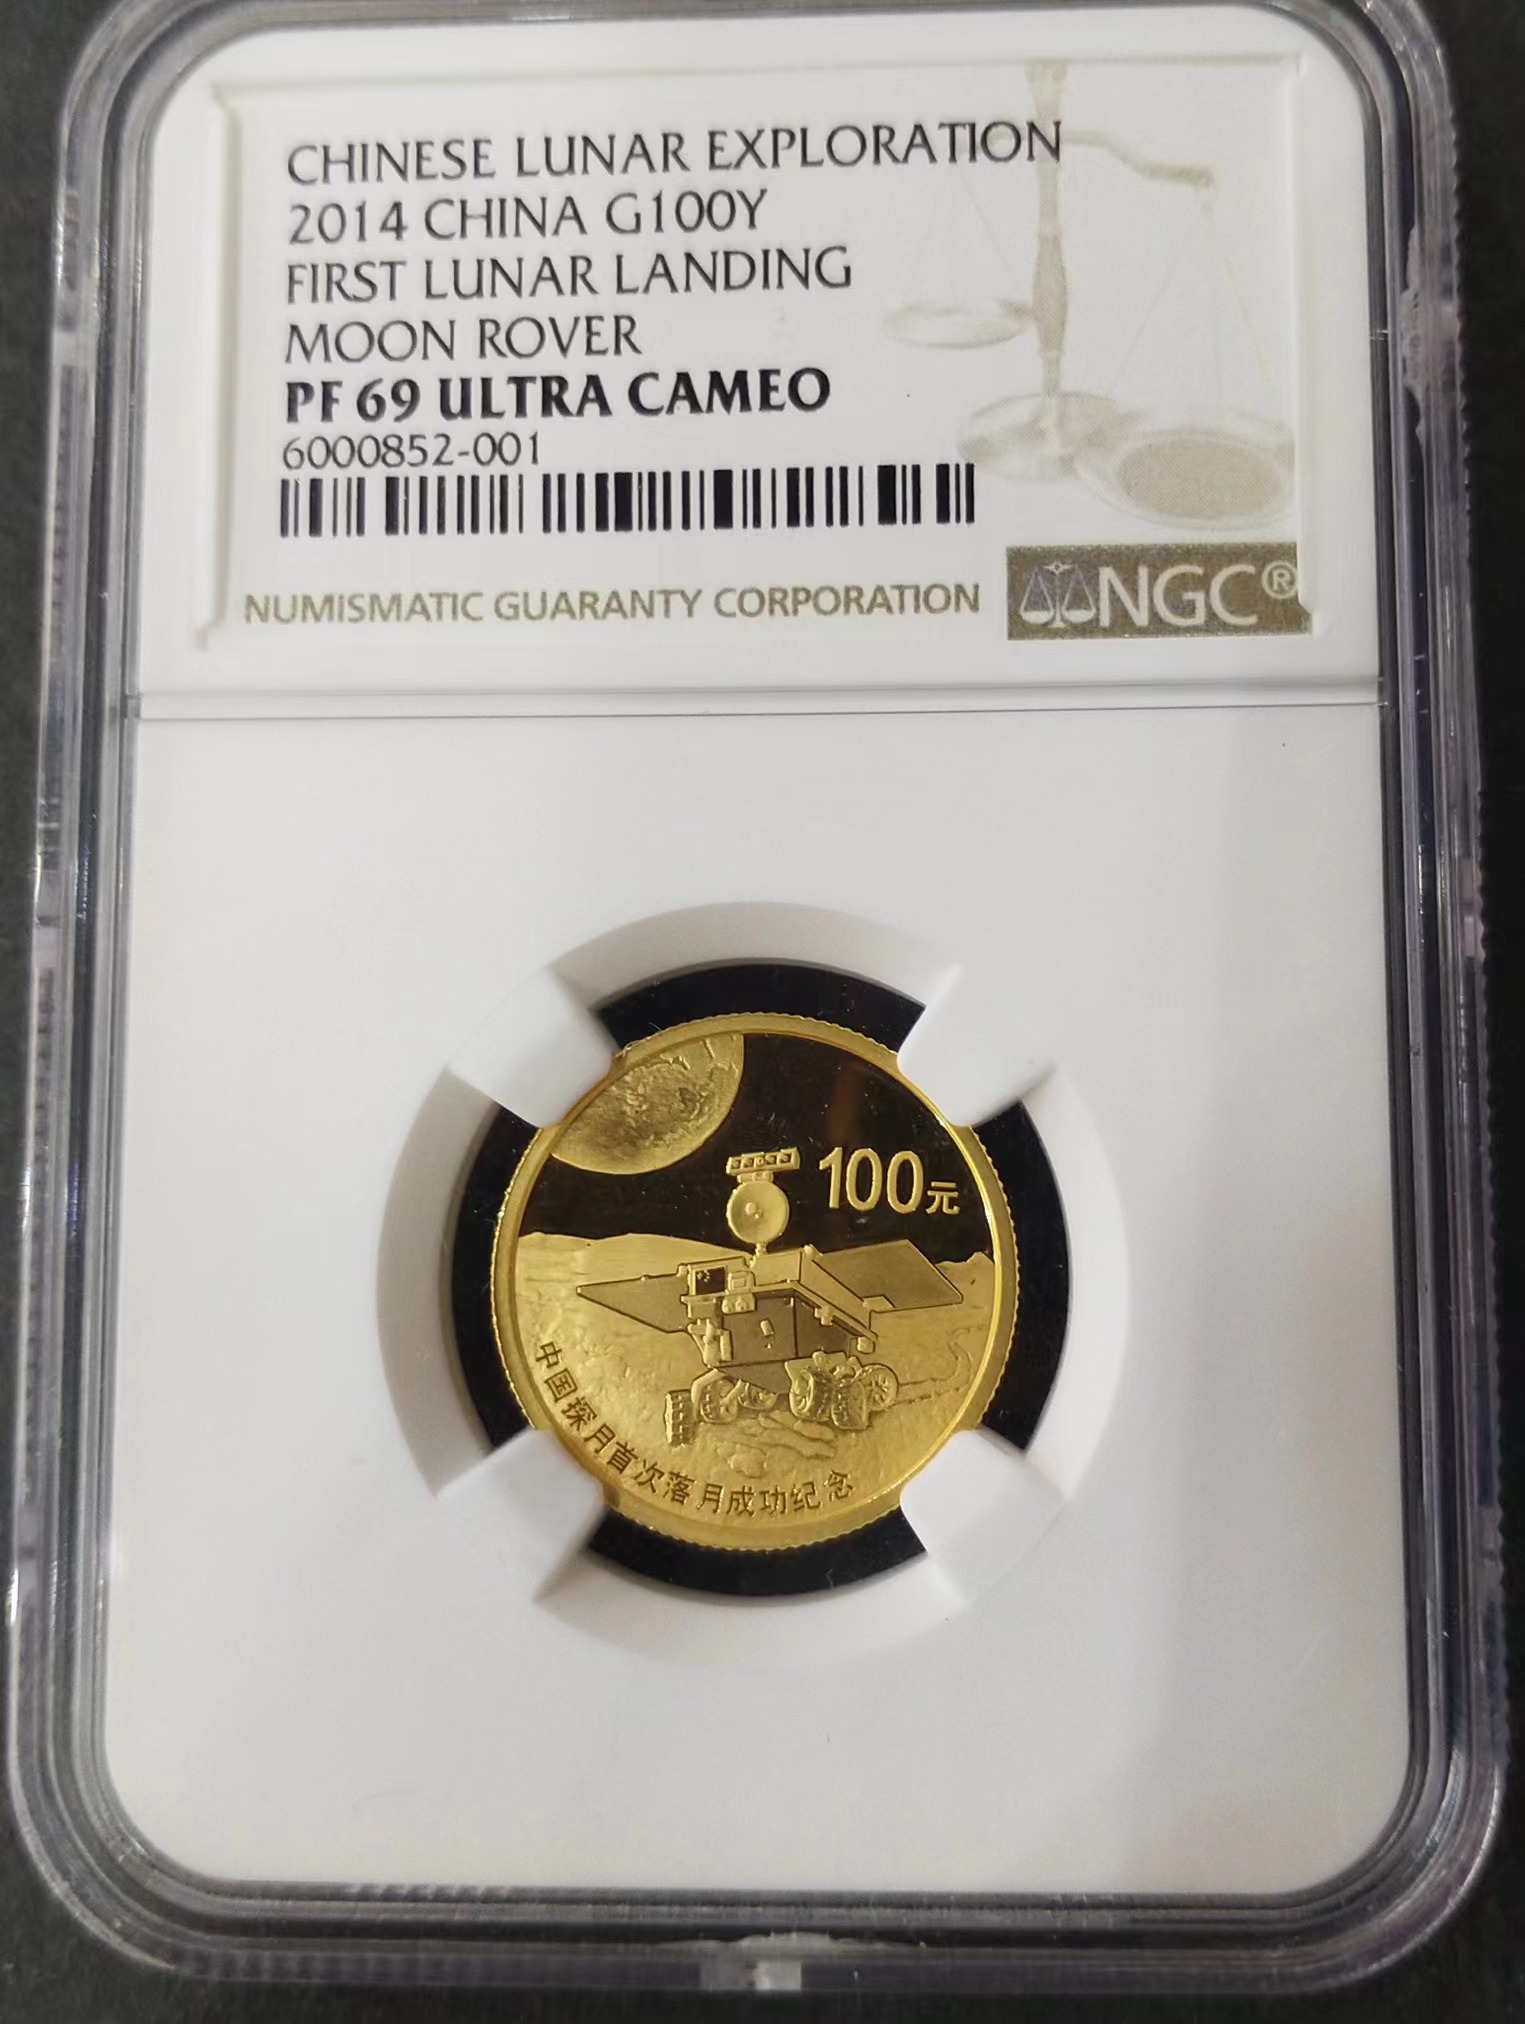 CHINESE LUNAR EXPLORATION
2014 CHINA G100Y
FIRST LUNAR LANDING
MOON ROVER
PF 69 ULTRA CAMEO
6000852-001
NUMISMATIC GUARANTY CORPORATION
NGC®
100元
中国探月首次落月成功纪念